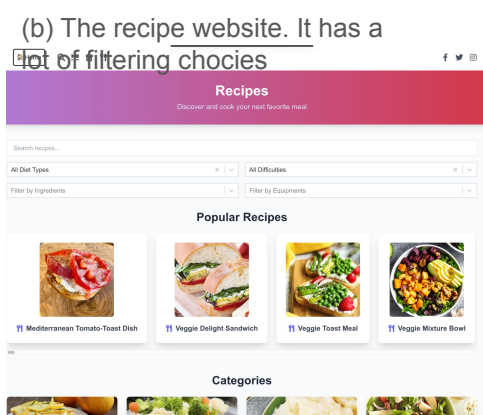 (b) The recipe website. It has a
lot of filtering chocies
Recipes
Discover and cook your next favorite meal
Search recipes...
All Diet Types
All Difficulties
Filter by Ingredients
Filter by Equipments
Popular Recipes
Mediterranean Tomato-Toast Dish
Veggie Delight Sandwich
Veggie Toast Meal
Veggie Mixture Bowl
Categories